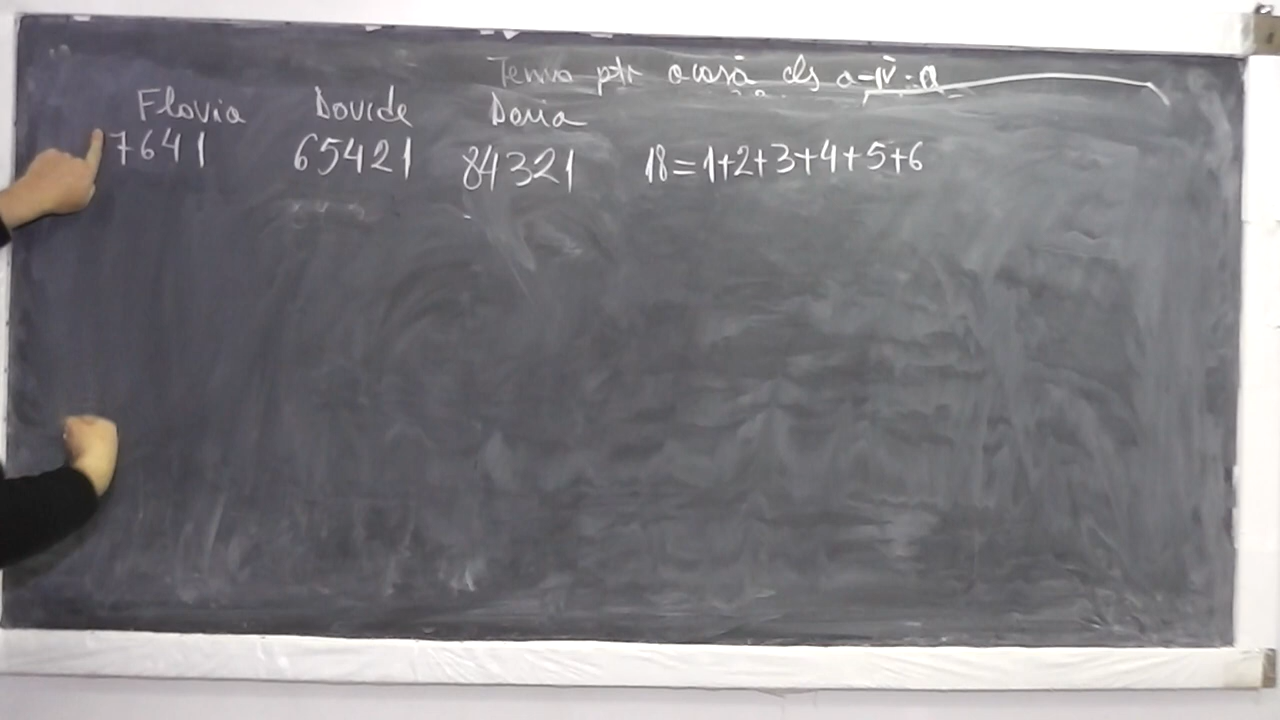 Tema ptr acasă cls a-IV-a
Flavia Davide Daria
7641 65421 84321 18=1+2+3+4+5+6